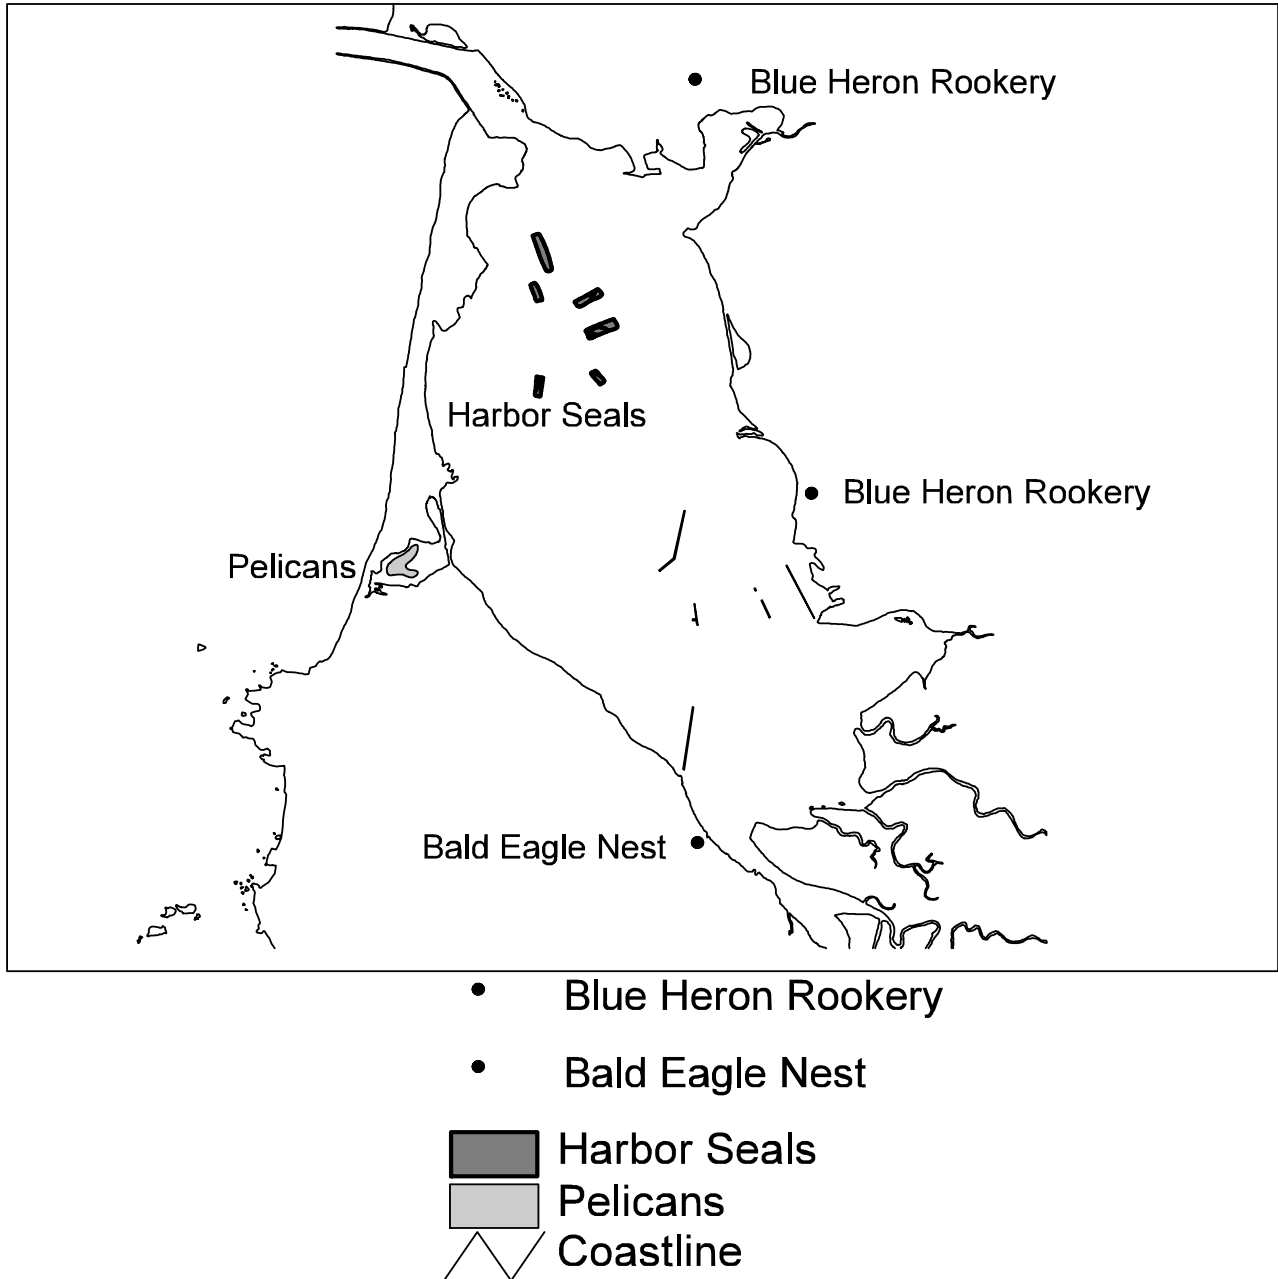 Blue Heron Rookery
Harbor Seals
Blue Heron Rookery
Pelicans
Bald Eagle Nest
Blue Heron Rookery
Bald Eagle Nest
Harbor Seals
Pelicans
Coastline